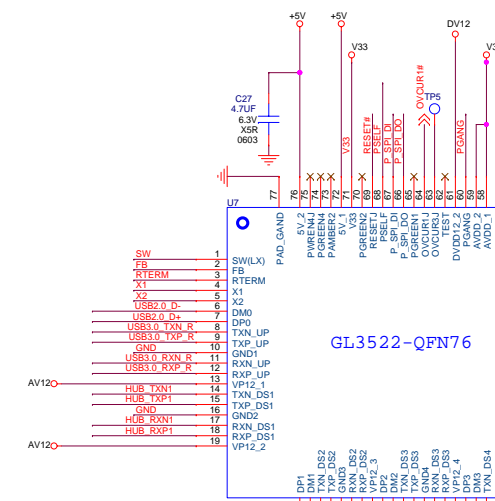 +5V
+5V
DV12
V3
V33
C27
4.7UF
6.3V
X5R
0603
V33
RESET#
PSELF
P_SPI_DI
P_SPI_DO
OVCUR1#
TP5
PGANG
77
76
75
74
73
72
71
70
69
68
67
66
65
64
63
62
61
60
59
58
U7
PAD_GAND
5V_2
PWREN4J
PGREEN4
PAMBER2
5V_1
V33
PGREEN2
RESETJ
PSELF
P_SPI_DI
P_SPI_DO
PGREEN1
OVCUR1J
OVCUR3J
TEST
DVDD12_2
PGANG
AVDD_2
AVDD_1
SW 1 SW(LX)
FB 2 FB
RTERM 3 RTERM
X1 4 X1
X2 5 X2
USB2.0_D- 6 DM0
USB2.0_D+ 7 DP0
USB3.0_TXN_R 8 TXN_UP
USB3.0_TXP_R 9 TXP_UP
GND 10 GND1
USB3.0_RXN_R 11 RXN_UP
USB3.0_RXP_R 12 RXP_UP
AV12 13 VP12_1
HUB_TXN1 14 TXN_DS1
HUB_TXP1 15 TXP_DS1
GND 16 GND2
HUB_RXN1 17 RXN_DS1
HUB_RXP1 18 RXP_DS1
AV12 19 VP12_2
GL3522-QFN76
DP1
DM1
TXN_DS2
TXP_DS2
GND3
RXN_DS2
RXP_DS2
VP12_3
DP2
DM2
TXN_DS3
TXP_DS3
GND4
RXN_DS3
RXP_DS3
VP12_4
DP3
DM3
TXN_DS4